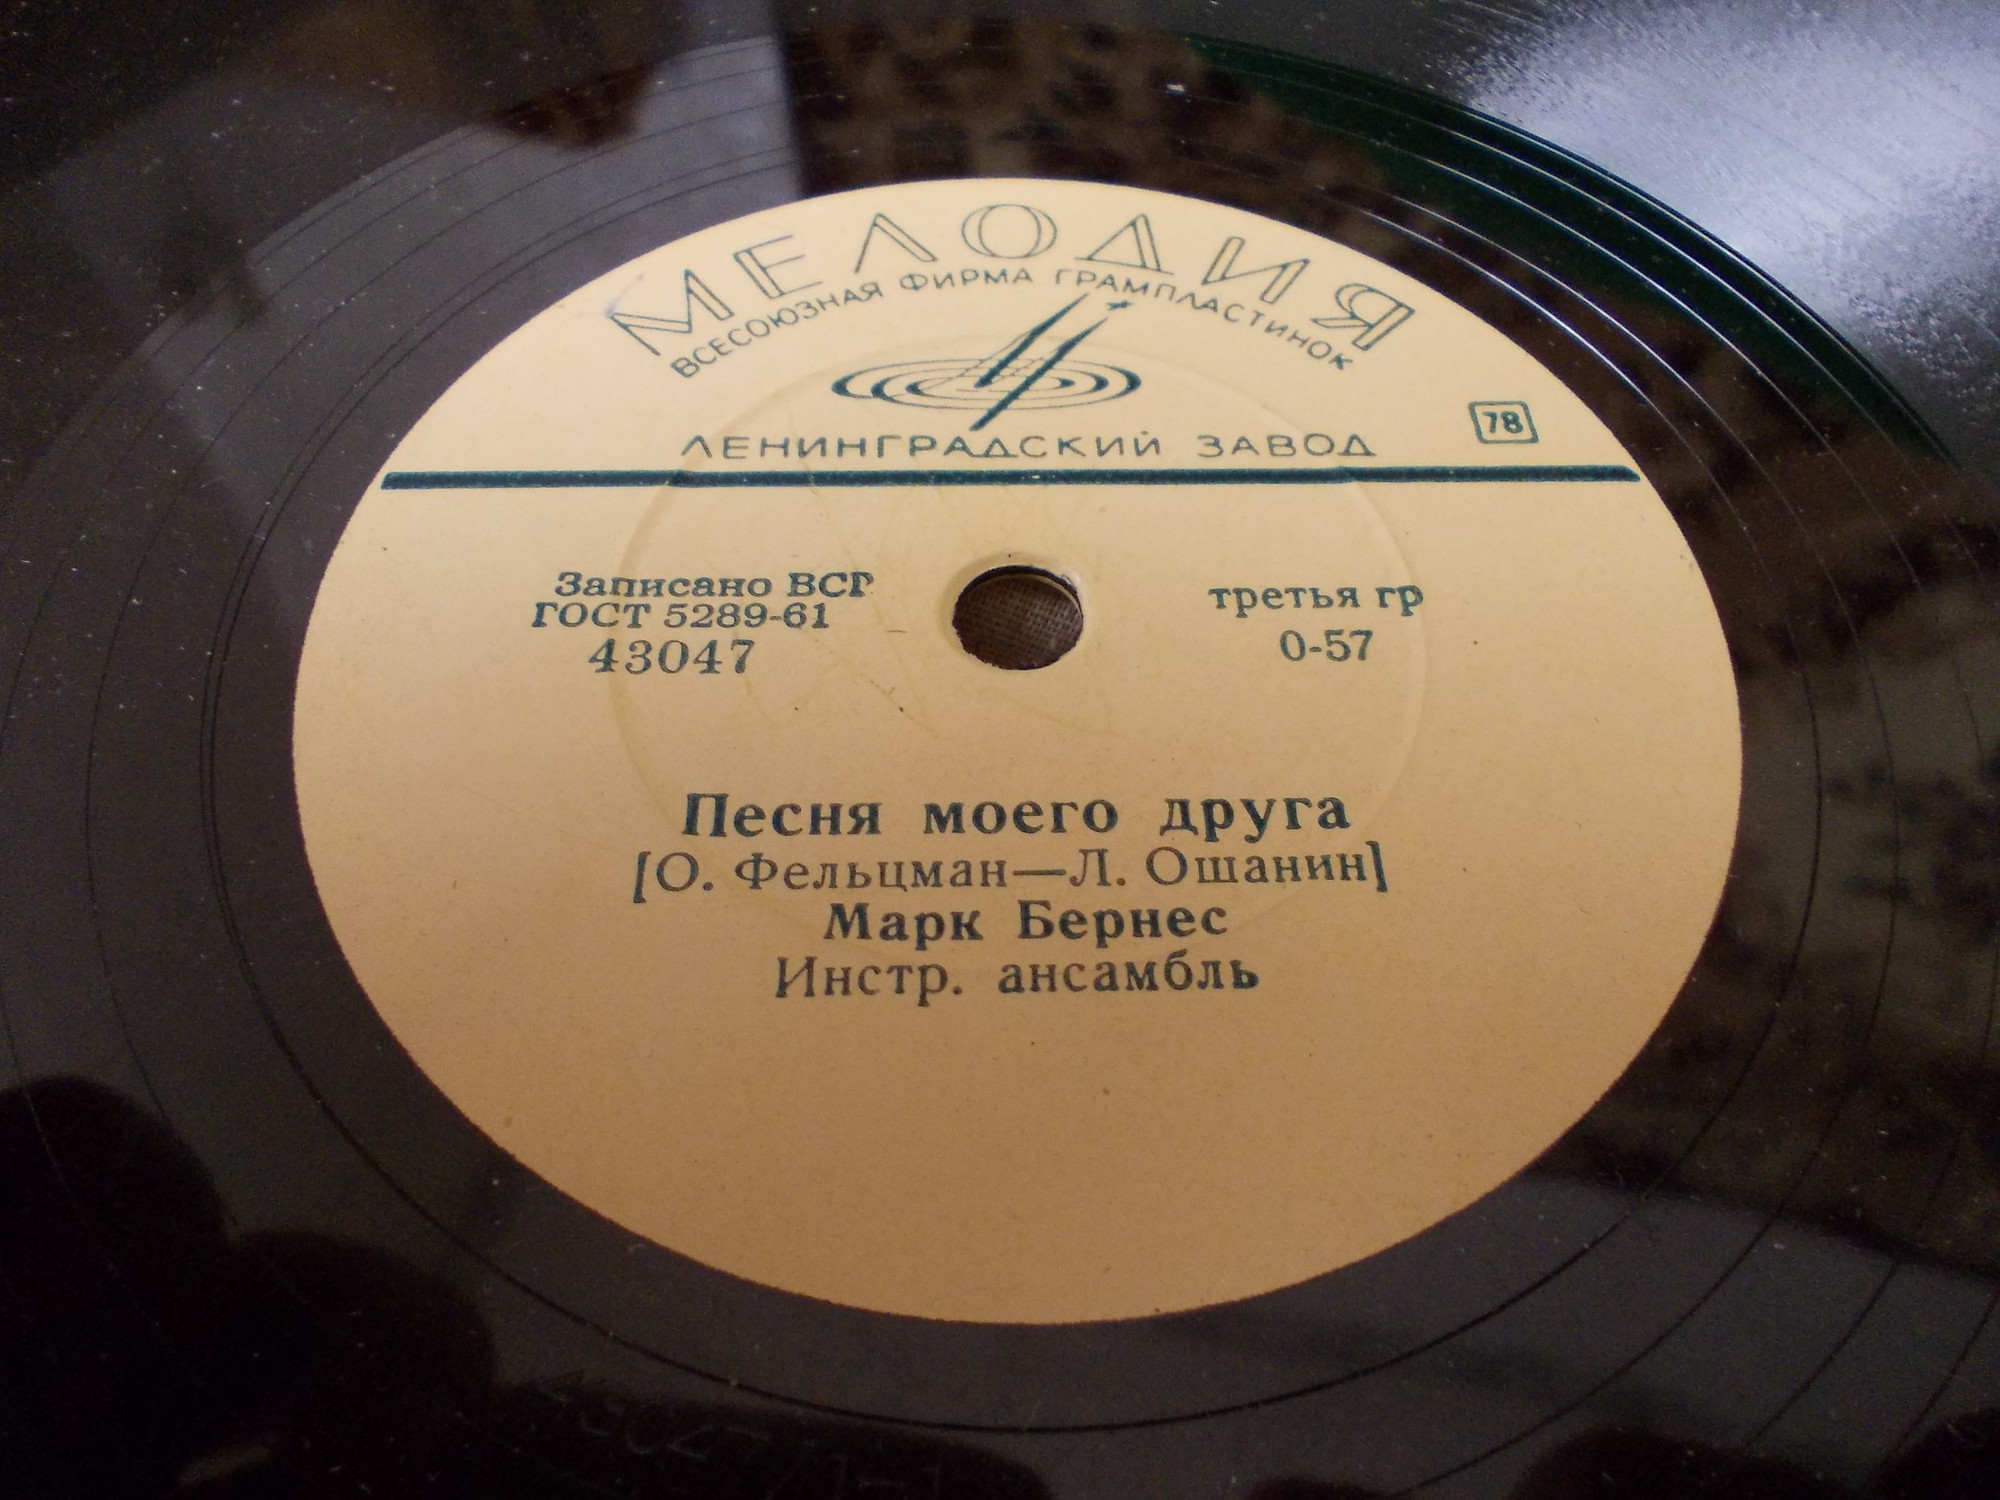 МЕЛОДИЯ
ВСЕСОЮЗНАЯ ФИРМА ГРАМПЛАСТИНОК
ЛЕНИНГРАДСКИЙ ЗАВОД
78
Записано ВСГ
ГОСТ 5289-61
43047
третья гр
0-57
Песня моего друга
[О. Фельцман—Л. Ошанин]
Марк Бернес
Инстр. ансамбль